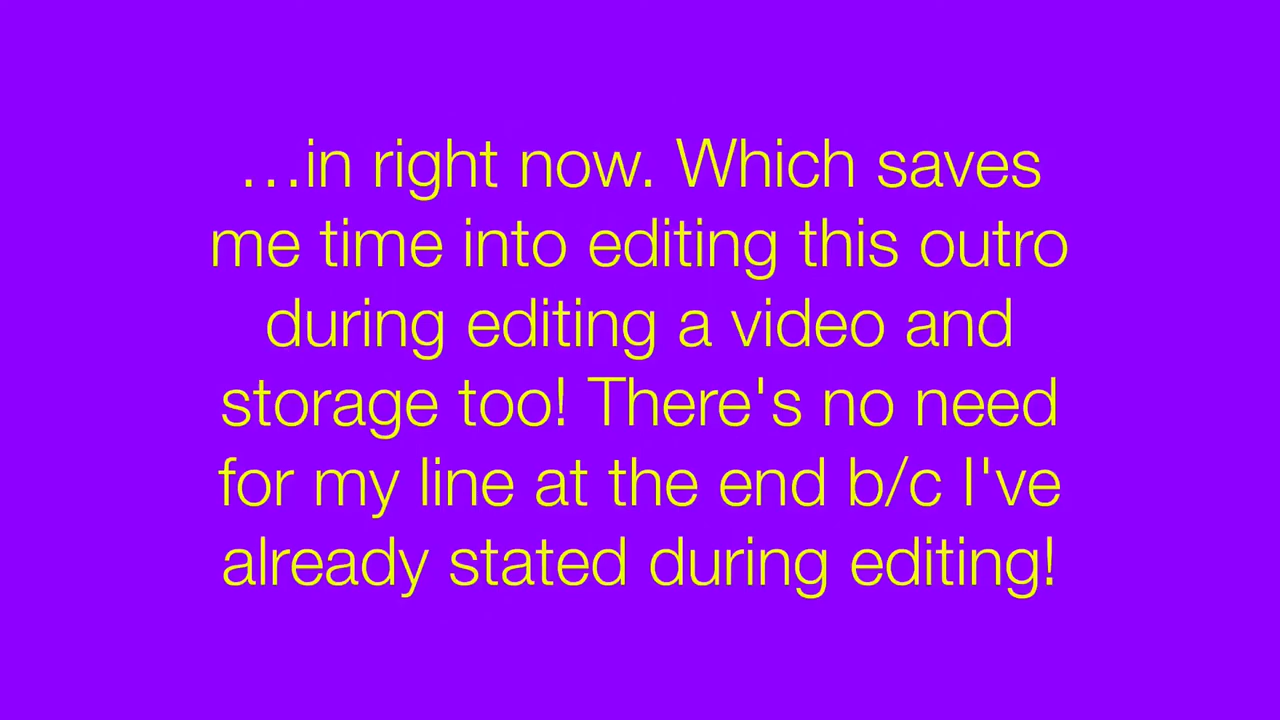 …in right now. Which saves
me time into editing this outro
during editing a video and
storage too! There's no need
for my line at the end b/c I've
already stated during editing!